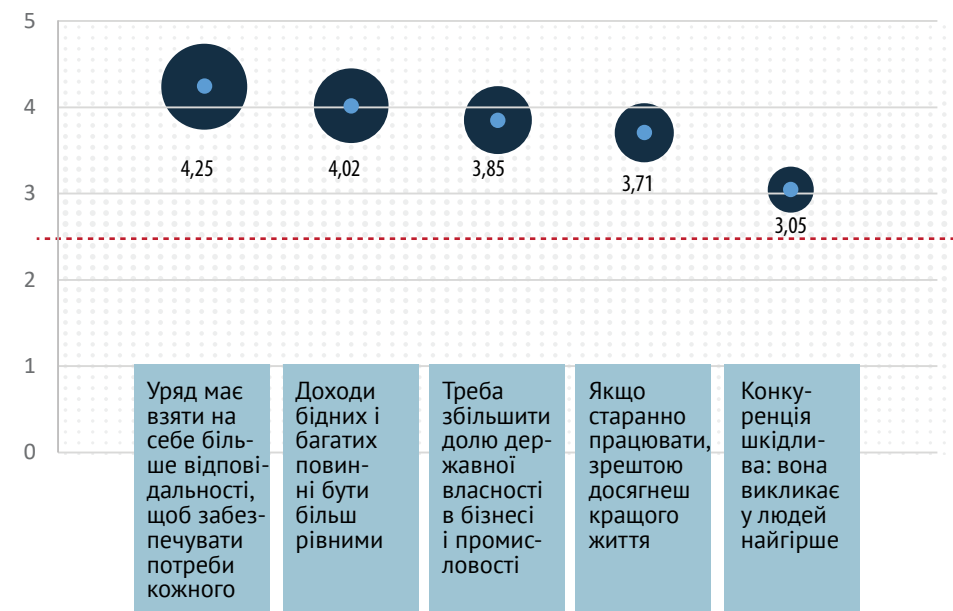 5
4
3
2
1
0
4,25
4,02
3,85
3,71
3,05
Уряд має
взяти на
себе біль-
ше відпові-
дальності,
щоб забез-
печувати
потреби
кожного
Доходи
бідних і
багатих
повин-
ні бути
більш
рівними
Треба
збільшити
долю дер-
жавної
власності
в бізнесі
і промис-
ловості
Якщо
старанно
працювати,
зрештою
досягнеш
кращого
життя
Конку-
ренція
шкідли-
ва: вона
викликає
у людей
найгірше